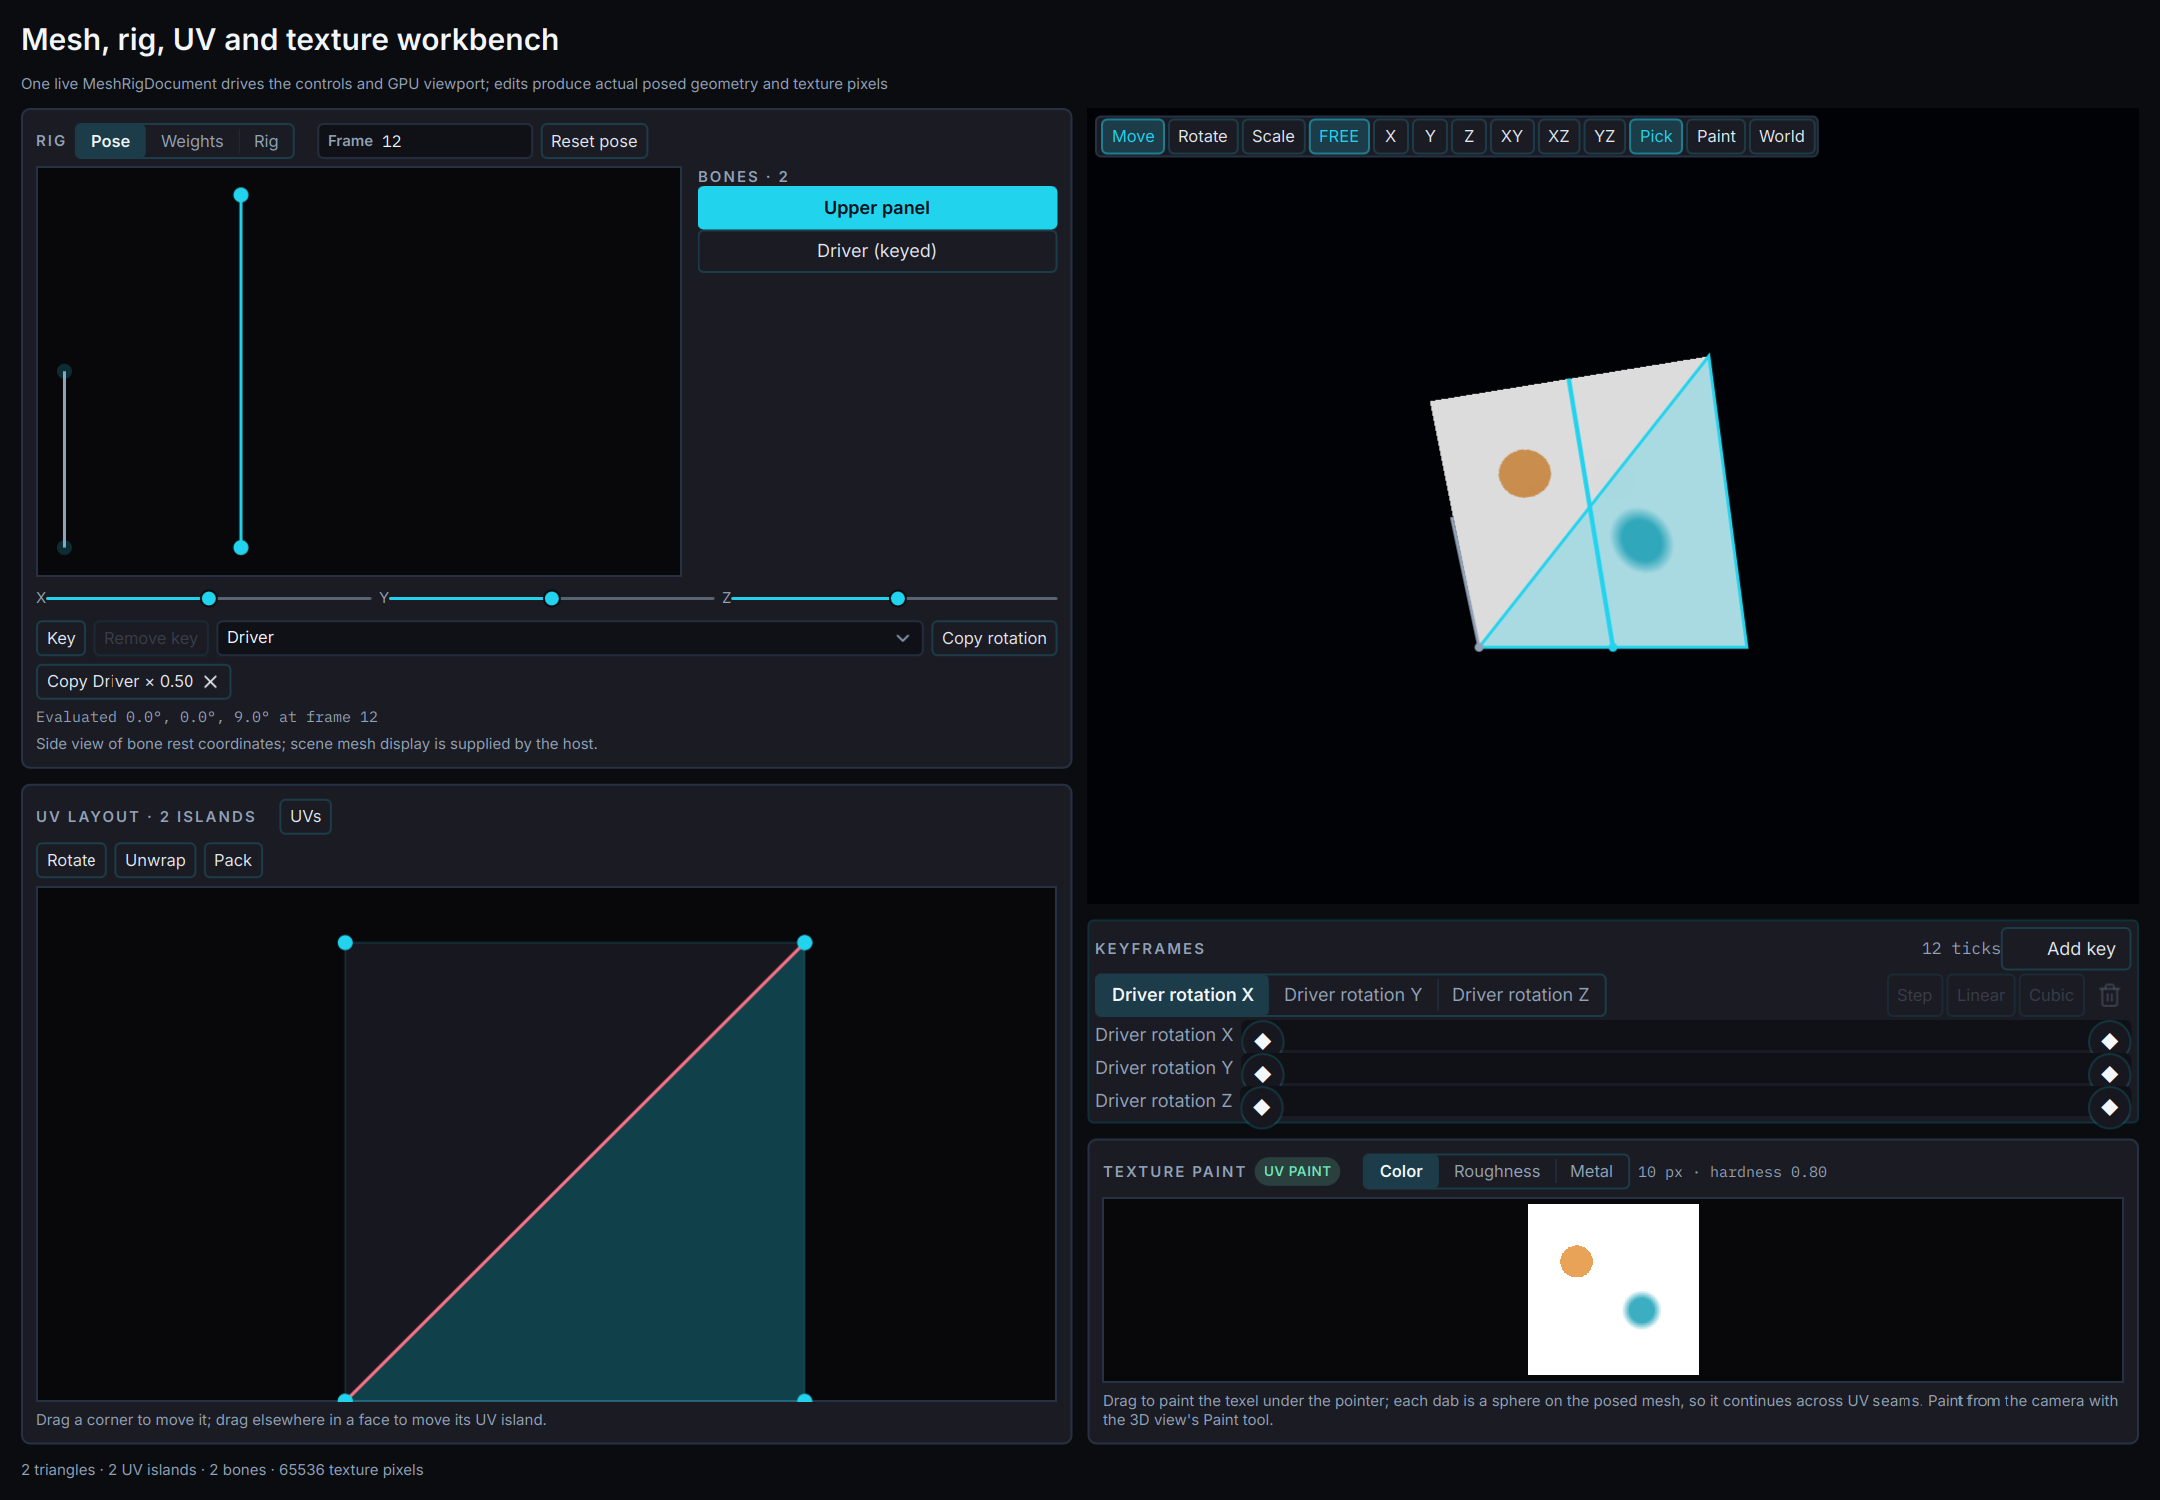 Mesh, rig, UV and texture workbench
One live MeshRigDocument drives the controls and GPU viewport; edits produce actual posed geometry and texture pixels
RIG Pose Weights Rig Frame 12 Reset pose
BONES · 2
Upper panel
Driver (keyed)
X Y Z
Key Remove key Driver Copy rotation
Copy Driver × 0.50
Evaluated 0.0°, 0.0°, 9.0° at frame 12
Side view of bone rest coordinates; scene mesh display is supplied by the host.
UV LAYOUT · 2 ISLANDS UVs
Rotate Unwrap Pack
Drag a corner to move it; drag elsewhere in a face to move its UV island.
2 triangles · 2 UV islands · 2 bones · 65536 texture pixels
Move Rotate Scale FREE X Y Z XY XZ YZ Pick Paint World
KEYFRAMES 12 ticks Add key
Driver rotation X Driver rotation Y Driver rotation Z Step Linear Cubic
Driver rotation X
Driver rotation Y
Driver rotation Z
TEXTURE PAINT UV PAINT Color Roughness Metal 10 px · hardness 0.80
Drag to paint the texel under the pointer; each dab is a sphere on the posed mesh, so it continues across UV seams. Paint from the camera with
the 3D view's Paint tool.